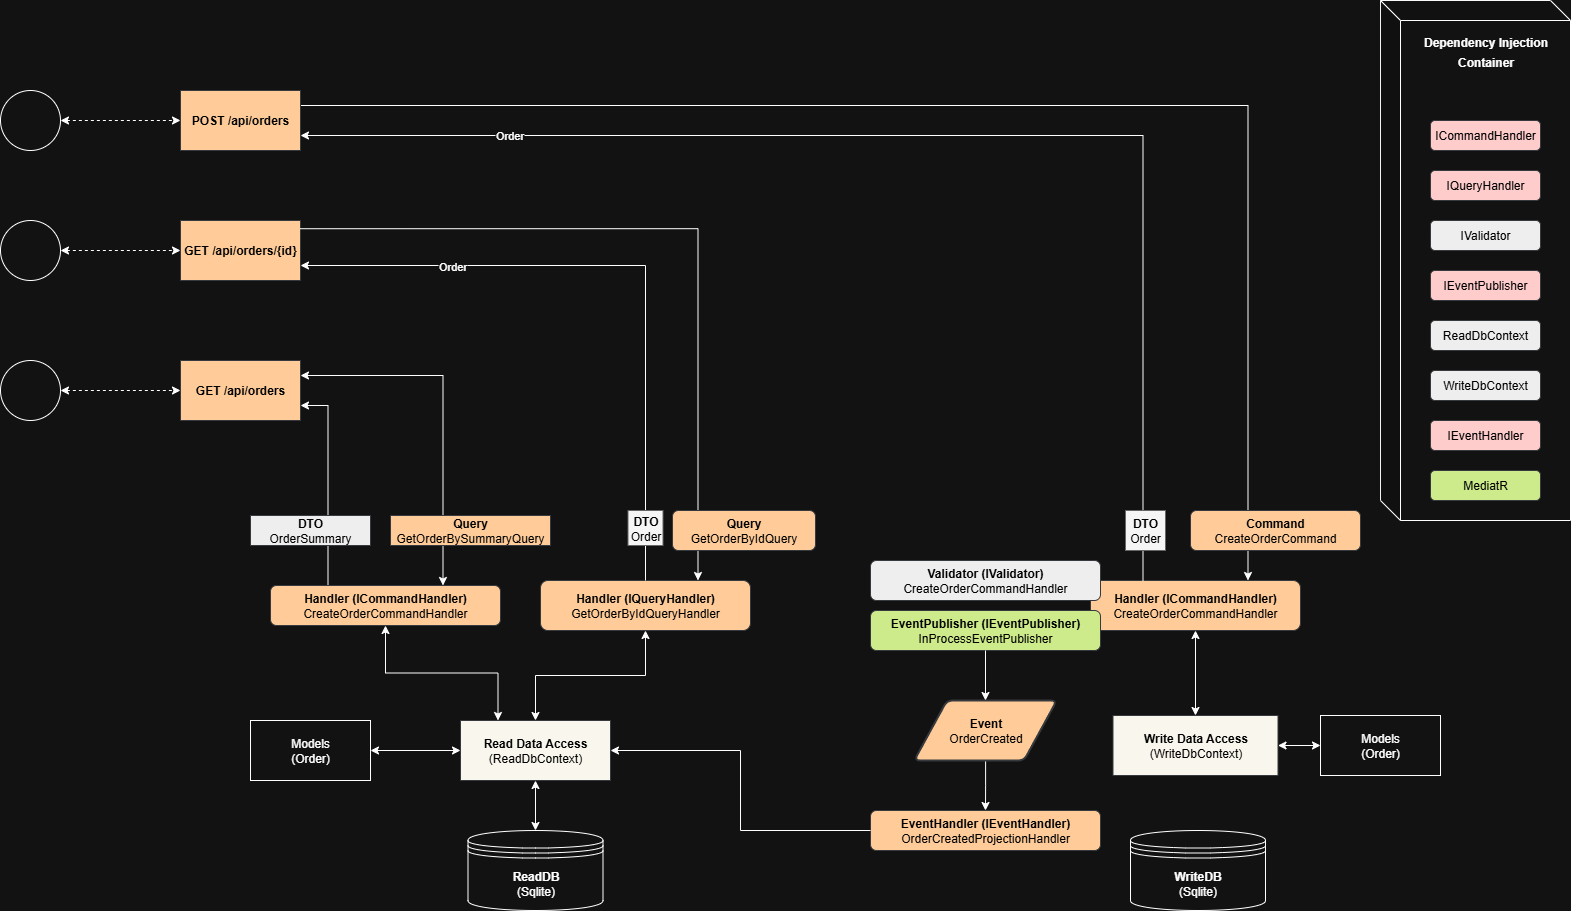 Dependency Injection
Container
ICommandHandler
IQueryHandler
IValidator
IEventPublisher
ReadDbContext
WriteDbContext
IEventHandler
MediatR
POST /api/orders
Order
GET /api/orders/{id}
Order
GET /api/orders
DTO
OrderSummary
Query
GetOrderBySummaryQuery
DTO
Order
Query
GetOrderByIdQuery
DTO
Order
Command
CreateOrderCommand
Handler (ICommandHandler)
CreateOrderCommandHandler
Handler (IQueryHandler)
GetOrderByIdQueryHandler
Validator (IValidator)
CreateOrderCommandHandler
EventPublisher (IEventPublisher)
InProcessEventPublisher
Handler (ICommandHandler)
CreateOrderCommandHandler
Models
(Order)
Read Data Access
(ReadDbContext)
Event
OrderCreated
Write Data Access
(WriteDbContext)
Models
(Order)
EventHandler (IEventHandler)
OrderCreatedProjectionHandler
ReadDB
(Sqlite)
WriteDB
(Sqlite)